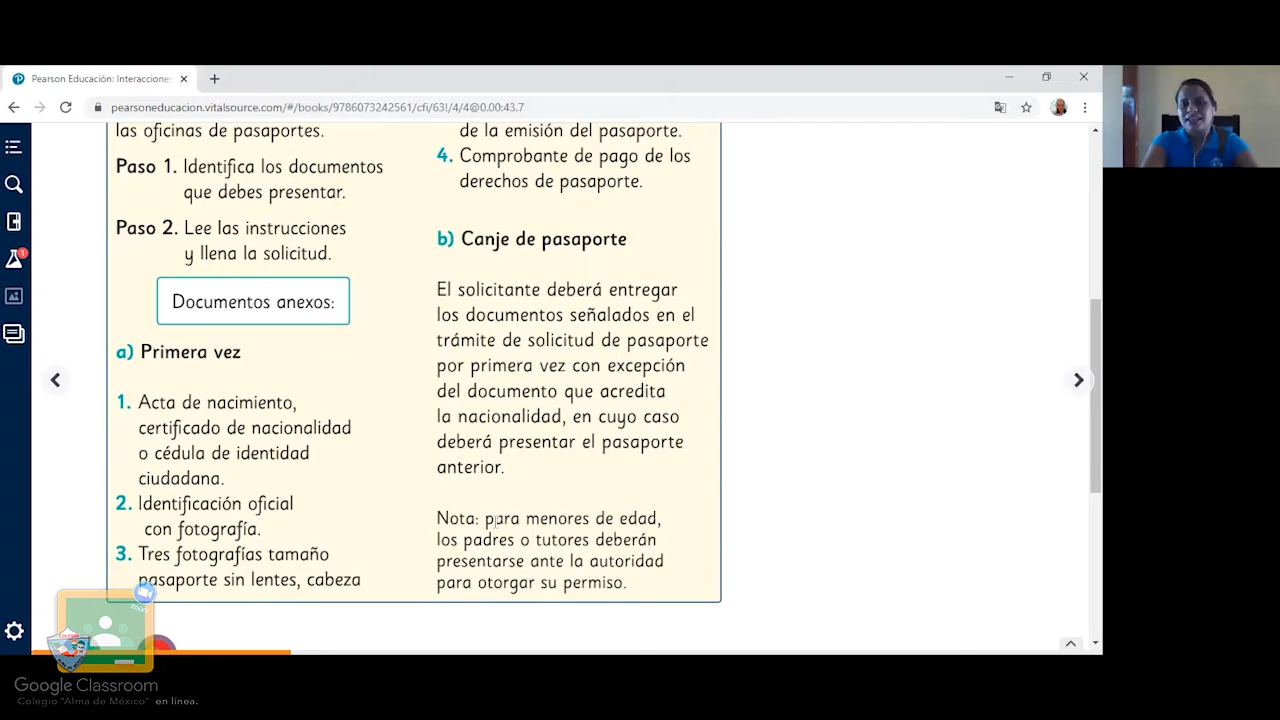 Pearson Educación: Interacciones
pearsoneducacion.vitalsource.com/#/books/9786073242561/cfi/63!/4/4@0.00:43.7
las oficinas de pasaportes.
Paso 1. Identifica los documentos
que debes presentar.
Paso 2. Lee las instrucciones
y llena la solicitud.
Documentos anexos:
a) Primera vez
1. Acta de nacimiento,
certificado de nacionalidad
o cédula de identidad
ciudadana.
2. Identificación oficial
con fotografía.
3. Tres fotografías tamaño
pasaporte sin lentes, cabeza
de la emisión del pasaporte.
4. Comprobante de pago de los
derechos de pasaporte.
b) Canje de pasaporte
El solicitante deberá entregar
los documentos señalados en el
trámite de solicitud de pasaporte
por primera vez con excepción
del documento que acredita
la nacionalidad, en cuyo caso
deberá presentar el pasaporte
anterior.
Nota: para menores de edad,
los padres o tutores deberán
presentarse ante la autoridad
para otorgar su permiso.
1
zoom
Google Classroom
Colegio "Alma de México" en línea.